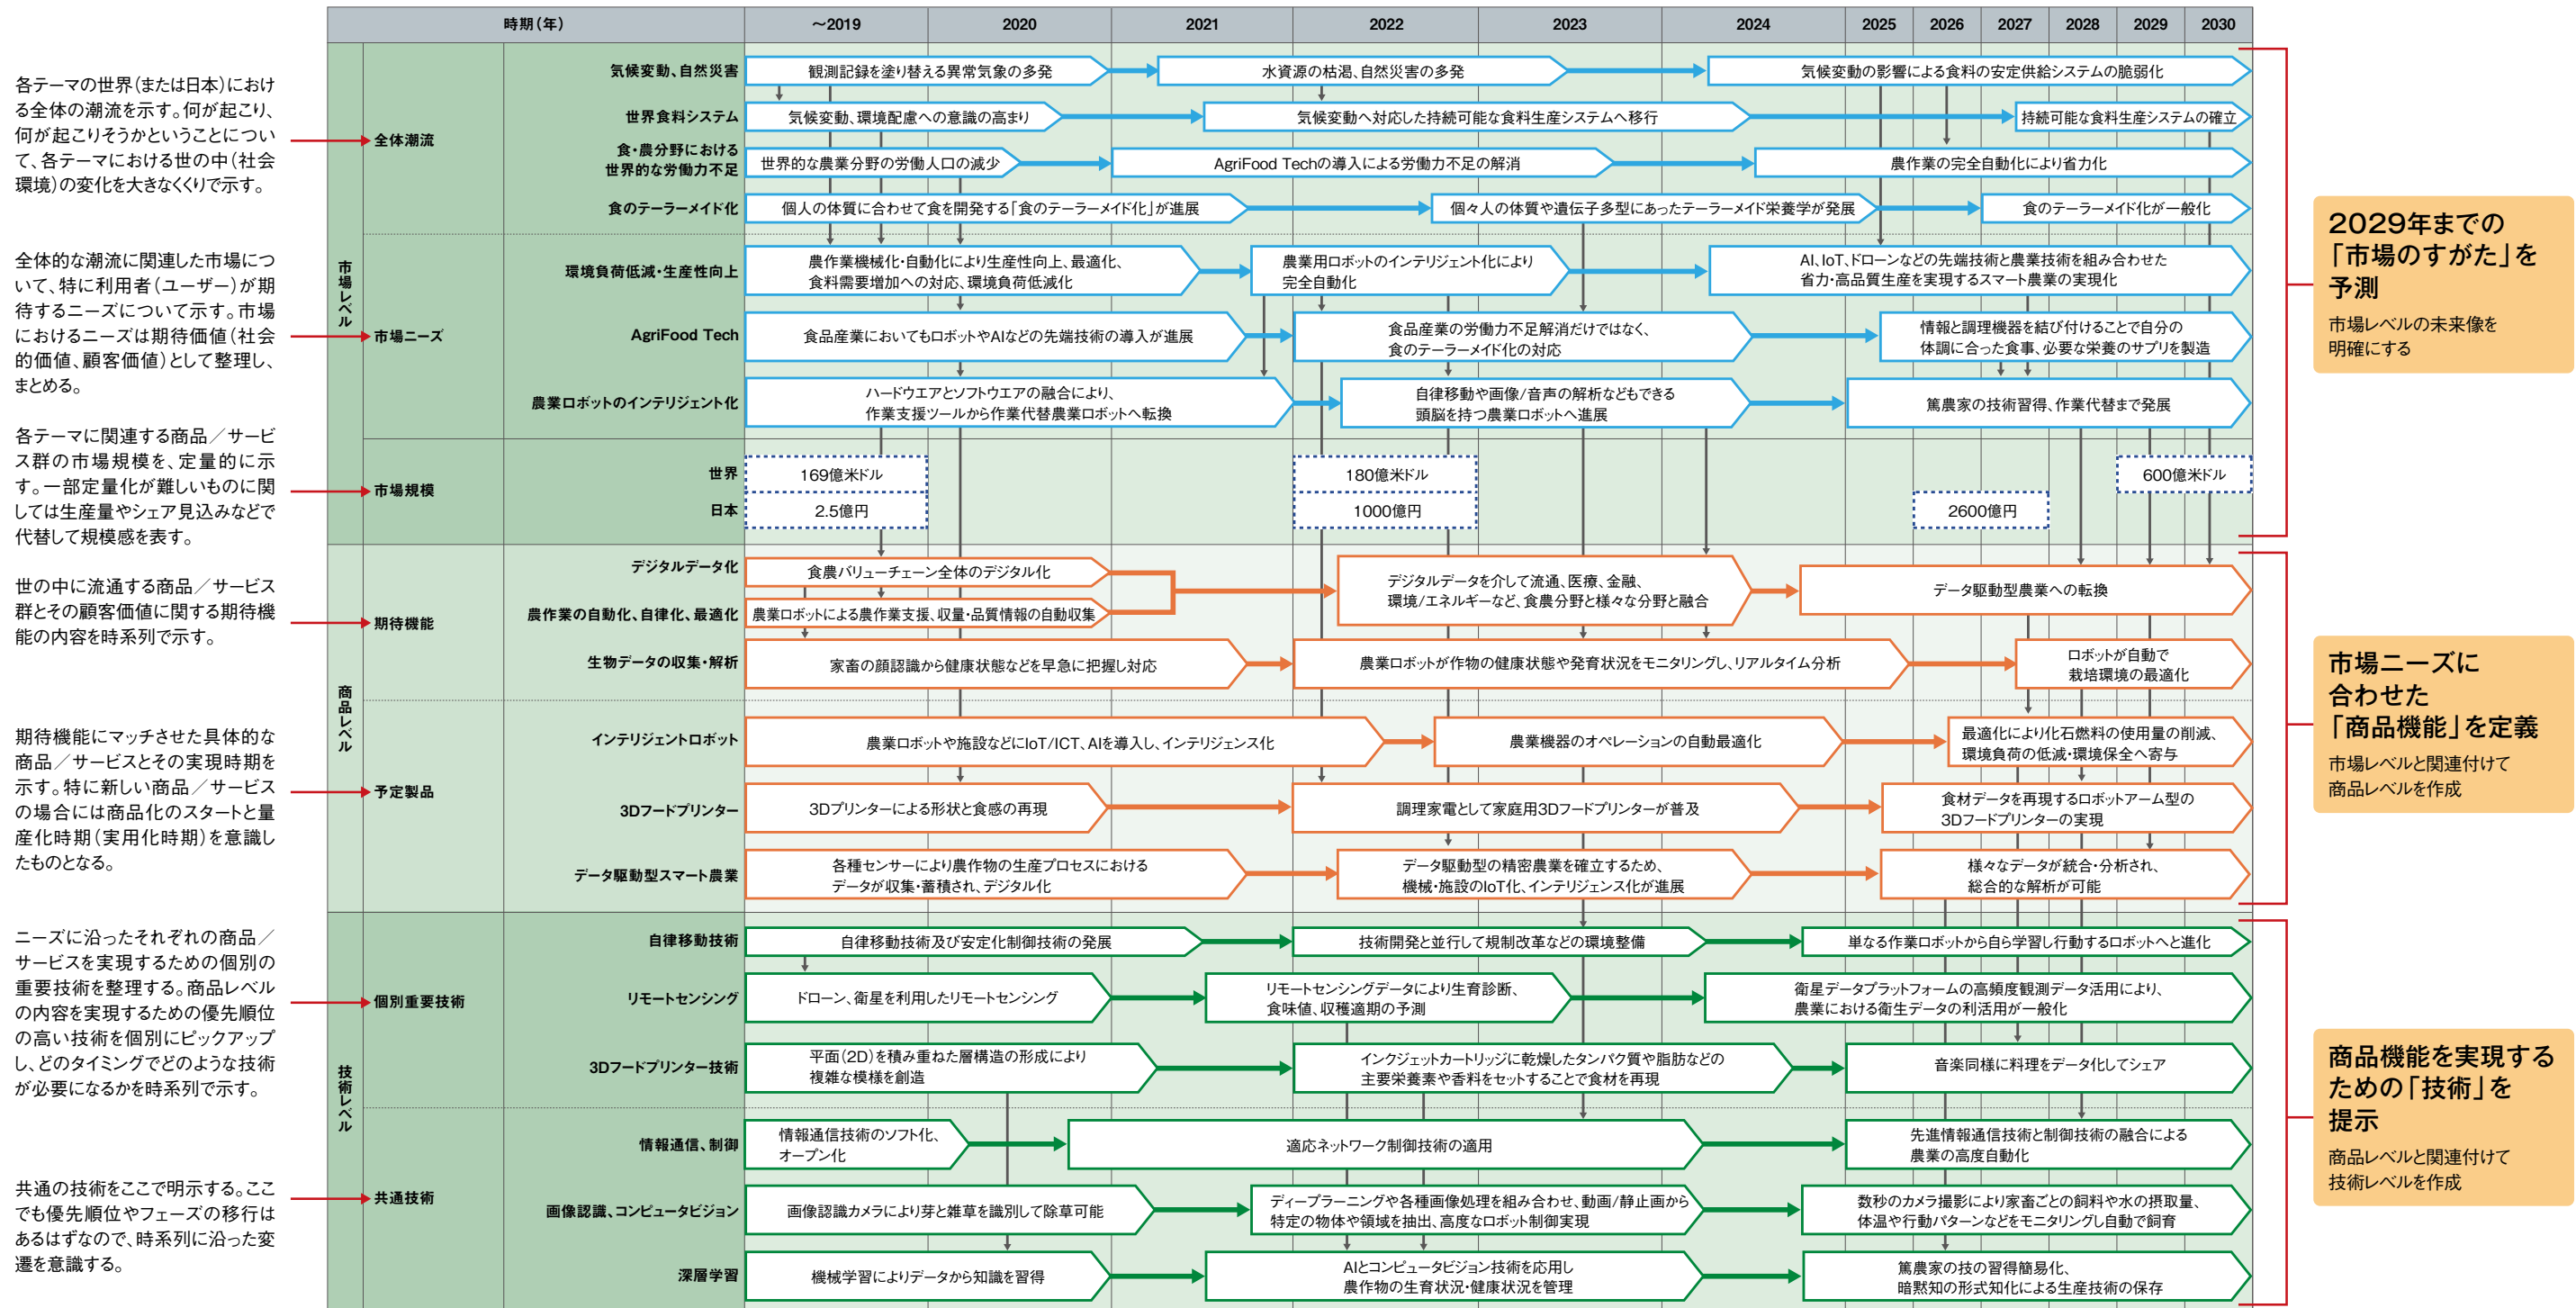 時期(年)
～2019
2020
2021
2022
2023
2024
2025
2026
2027
2028
2029
2030
各テーマの世界(または日本)におけ
る全体の潮流を示す。何が起こり、
何が起こりそうかということについ
て、各テーマにおける世の中(社会
環境)の変化を大きなくくりで示す。
全体的な潮流に関連した市場につ
いて、特に利用者(ユーザー)が期
待するニーズについて示す。市場
におけるニーズは期待価値(社会
的価値、顧客価値)として整理し、
まとめる。
各テーマに関連する商品／サービ
ス群の市場規模を、定量的に示
す。一部定量化が難しいものに関
しては生産量やシェア見込みなどで
代替して規模感を表す。
世の中に流通する商品／サービス
群とその顧客価値に関する期待機
能の内容を時系列で示す。
期待機能にマッチさせた具体的な
商品／サービスとその実現時期を
示す。特に新しい商品／サービス
の場合には商品化のスタートと量
産化時期(実用化時期)を意識し
たものとなる。
ニーズに沿ったそれぞれの商品／
サービスを実現するための個別の
重要技術を整理する。商品レベル
の内容を実現するための優先順位
の高い技術を個別にピックアップ
し、どのタイミングでどのような技術
が必要になるかを時系列で示す。
共通の技術をここで明示する。ここ
でも優先順位やフェーズの移行は
あるはずなので、時系列に沿った変
遷を意識する。
市場レベル
全体潮流
気候変動、自然災害
観測記録を塗り替える異常気象の多発
水資源の枯渇、自然災害の多発
気候変動の影響による食料の安定供給システムの脆弱化
世界食料システム
気候変動、環境配慮への意識の高まり
気候変動へ対応した持続可能な食料生産システムへ移行
持続可能な食料生産システムの確立
食・農分野における
世界的な労働力不足
世界的な農業分野の労働人口の減少
AgriFood Techの導入による労働力不足の解消
農作業の完全自動化により省力化
食のテーラーメイド化
個人の体質に合わせて食を開発する「食のテーラーメイド化」が進展
個々人の体質や遺伝子多型にあったテーラーメイド栄養学が発展
食のテーラーメイド化が一般化
市場ニーズ
環境負荷低減・生産性向上
農作業機械化・自動化により生産性向上、最適化、
食料需要増加への対応、環境負荷低減化
農業用ロボットのインテリジェント化により
完全自動化
AI、IoT、ドローンなどの先端技術と農業技術を組み合わせた
省力・高品質生産を実現するスマート農業の実現化
AgriFood Tech
食品産業においてもロボットやAIなどの先端技術の導入が進展
食品産業の労働力不足解消だけではなく、
食のテーラーメイド化の対応
情報と調理機器を結び付けることで自分の
体調に合った食事、必要な栄養のサプリを製造
農業ロボットのインテリジェント化
ハードウエアとソフトウエアの融合により、
作業支援ツールから作業代替農業ロボットへ転換
自律移動や画像/音声の解析などもできる
頭脳を持つ農業ロボットへ進展
篤農家の技術習得、作業代替まで発展
市場規模
世界
169億米ドル
180億米ドル
600億米ドル
日本
2.5億円
1000億円
2600億円
商品レベル
期待機能
デジタルデータ化
食農バリューチェーン全体のデジタル化
デジタルデータを介して流通、医療、金融、
環境/エネルギーなど、食農分野と様々な分野と融合
データ駆動型農業への転換
農作業の自動化、自律化、最適化
農業ロボットによる農作業支援、収量・品質情報の自動収集
生物データの収集・解析
家畜の顔認識から健康状態などを早急に把握し対応
農業ロボットが作物の健康状態や発育状況をモニタリングし、リアルタイム分析
ロボットが自動で
栽培環境の最適化
予定製品
インテリジェントロボット
農業ロボットや施設などにIoT/ICT、AIを導入し、インテリジェンス化
農業機器のオペレーションの自動最適化
最適化により化石燃料の使用量の削減、
環境負荷の低減・環境保全へ寄与
3Dフードプリンター
3Dプリンターによる形状と食感の再現
調理家電として家庭用3Dフードプリンターが普及
食材データを再現するロボットアーム型の
3Dフードプリンターの実現
データ駆動型スマート農業
各種センサーにより農作物の生産プロセスにおける
データが収集・蓄積され、デジタル化
データ駆動型の精密農業を確立するため、
機械・施設のIoT化、インテリジェンス化が進展
様々なデータが統合・分析され、
総合的な解析が可能
技術レベル
個別重要技術
自律移動技術
自律移動技術及び安定化制御技術の発展
技術開発と並行して規制改革などの環境整備
単なる作業ロボットから自ら学習し行動するロボットへと進化
リモートセンシング
ドローン、衛星を利用したリモートセンシング
リモートセンシングデータにより生育診断、
食味値、収穫適期の予測
衛星データプラットフォームの高頻度観測データ活用により、
農業における衛生データの利活用が一般化
3Dフードプリンター技術
平面(2D)を積み重ねた層構造の形成により
複雑な模様を創造
インクジェットカートリッジに乾燥したタンパク質や脂肪などの
主要栄養素や香料をセットすることで食材を再現
音楽同様に料理をデータ化してシェア
共通技術
情報通信、制御
情報通信技術のソフト化、
オープン化
適応ネットワーク制御技術の適用
先進情報通信技術と制御技術の融合による
農業の高度自動化
画像認識、コンピュータビジョン
画像認識カメラにより芽と雑草を識別して除草可能
ディープラーニングや各種画像処理を組み合わせ、動画/静止画から
特定の物体や領域を抽出、高度なロボット制御実現
数秒のカメラ撮影により家畜ごとの飼料や水の摂取量、
体温や行動パターンなどをモニタリングし自動で飼育
深層学習
機械学習によりデータから知識を習得
AIとコンピュータビジョン技術を応用し
農作物の生育状況・健康状況を管理
篤農家の技の習得簡易化、
暗黙知の形式知化による生産技術の保存
2029年までの
「市場のすがた」を
予測
市場レベルの未来像を
明確にする
市場ニーズに
合わせた
「商品機能」を定義
市場レベルと関連付けて
商品レベルを作成
商品機能を実現する
ための「技術」を
提示
商品レベルと関連付けて
技術レベルを作成